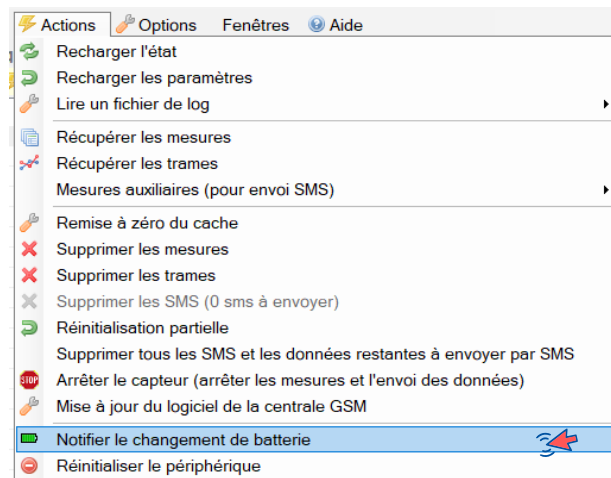 Actions Options Fenêtres Aide
Recharger l'état
Recharger les paramètres
Lire un fichier de log
Récupérer les mesures
Récupérer les trames
Mesures auxiliaires (pour envoi SMS)
Remise à zéro du cache
Supprimer les mesures
Supprimer les trames
Supprimer les SMS (0 sms à envoyer)
Réinitialisation partielle
Supprimer tous les SMS et les données restantes à envoyer par SMS
STOP Arrêter le capteur (arrêter les mesures et l'envoi des données)
Mise à jour du logiciel de la centrale GSM
Notifier le changement de batterie
Réinitialiser le périphérique